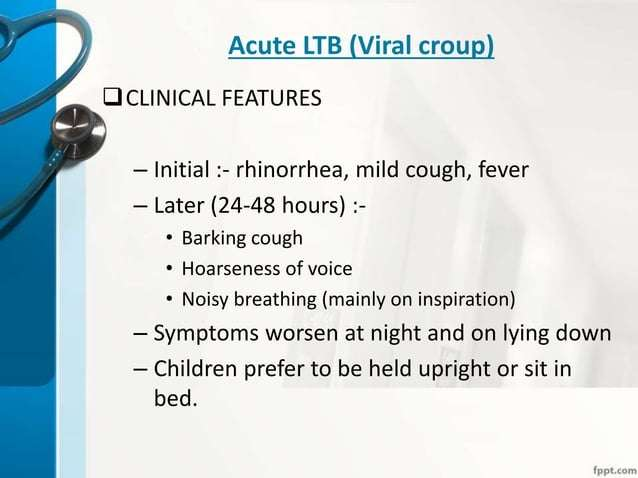 Acute LTB (Viral croup)
❑CLINICAL FEATURES
– Initial :- rhinorrhea, mild cough, fever
– Later (24-48 hours) :-
• Barking cough
• Hoarseness of voice
• Noisy breathing (mainly on inspiration)
– Symptoms worsen at night and on lying down
– Children prefer to be held upright or sit in
bed.
fppt.com